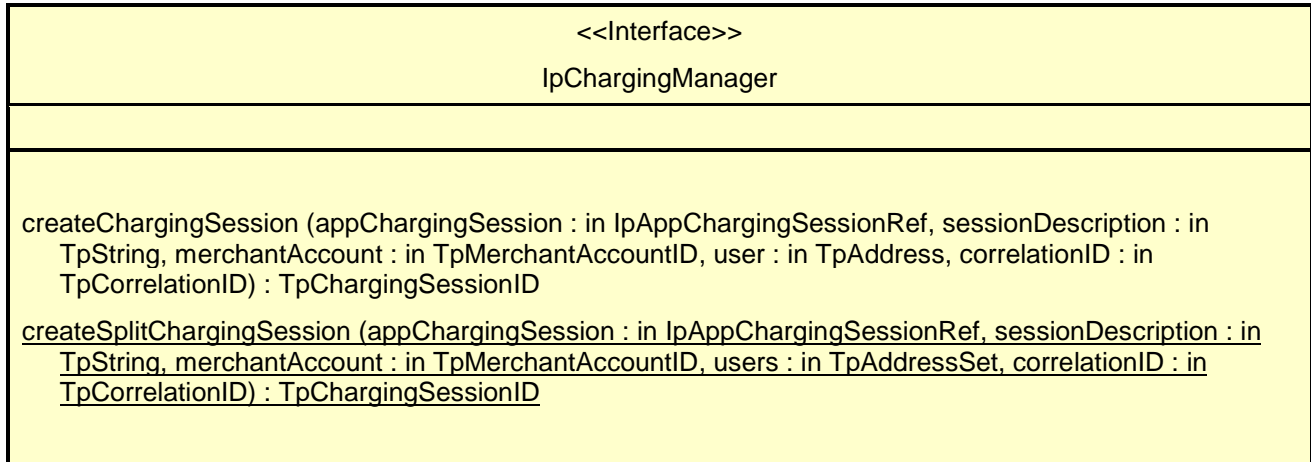 <<Interface>>
IpChargingManager
createChargingSession (appChargingSession : in IpAppChargingSessionRef, sessionDescription : in
TpString, merchantAccount : in TpMerchantAccountID, user : in TpAddress, correlationID : in
TpCorrelationID) : TpChargingSessionID
createSplitChargingSession (appChargingSession : in IpAppChargingSessionRef, sessionDescription : in
TpString, merchantAccount : in TpMerchantAccountID, users : in TpAddressSet, correlationID : in
TpCorrelationID) : TpChargingSessionID